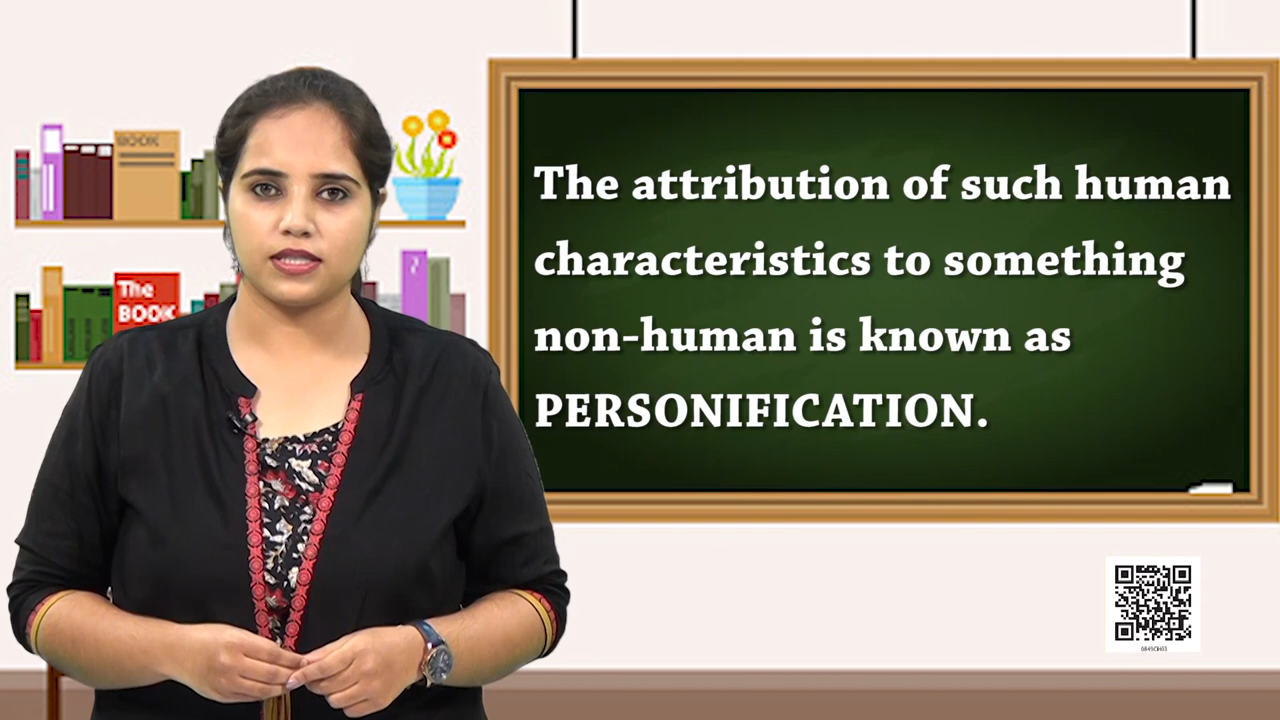 BOOK
The
BOOK
The attribution of such human
characteristics to something
non-human is known as
PERSONIFICATION.